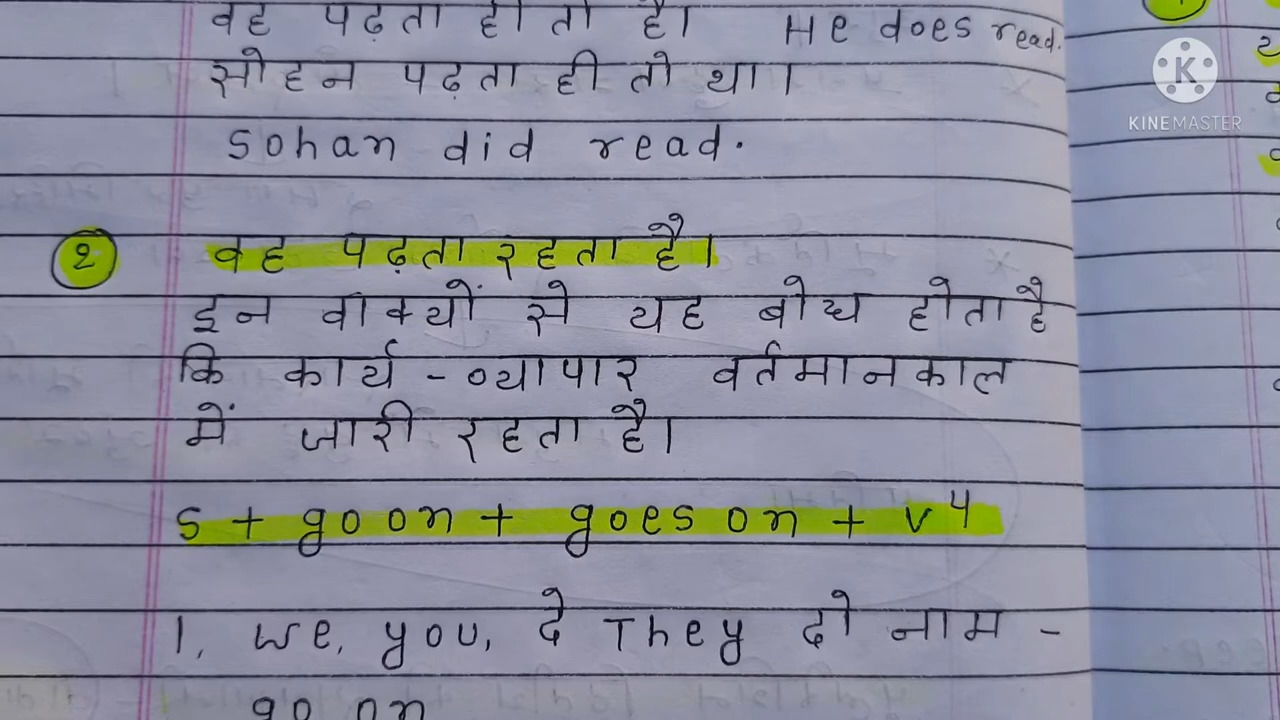 वह पढ़ता ही तो है। He does read.
सोहन पढ़ता ही तो था।
Sohan did read.
2 वह पढ़ता रहता है।
इन वाक्यों से यह बोध होता है
कि कार्य - व्यापार वर्तमानकाल
में जारी रहता है।
S + go on + goes on + v4
I, we, you, दे They दो नाम -
go on
K
KINEMASTER